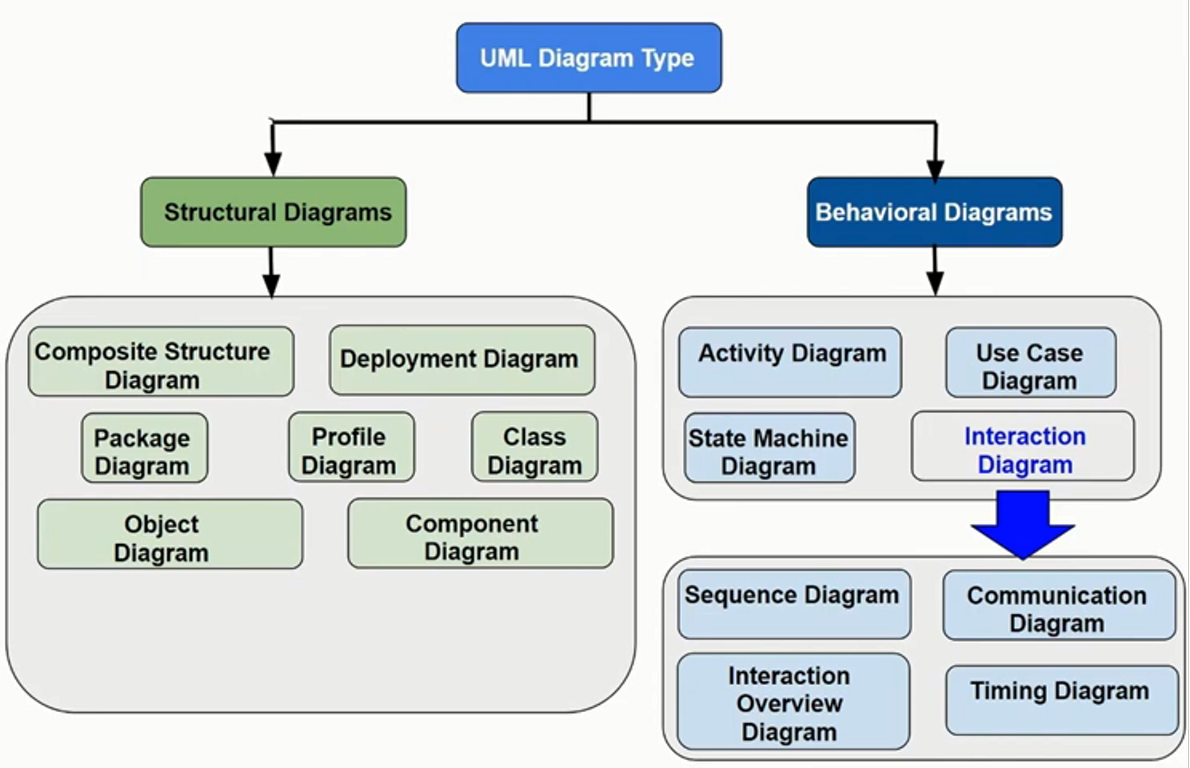 UML Diagram Type
Structural Diagrams
Behavioral Diagrams
Composite Structure
Diagram
Deployment Diagram
Package
Diagram
Profile
Diagram
Class
Diagram
Object
Diagram
Component
Diagram
Activity Diagram
Use Case
Diagram
State Machine
Diagram
Interaction
Diagram
Sequence Diagram
Communication
Diagram
Interaction
Overview
Diagram
Timing Diagram